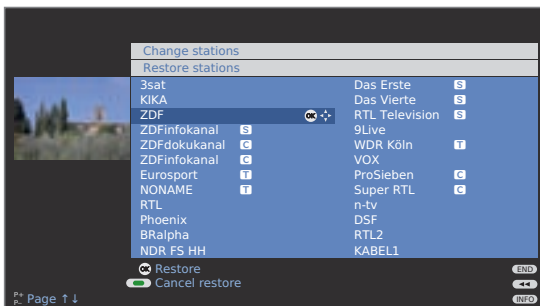 Change stations
Restore stations
3sat Das Erste S
KIKA Das Vierte S
ZDF OK RTL Television S
ZDFinfokanal S 9Live
ZDFdokukanal C WDR Köln T
ZDFinfokanal C VOX
Eurosport T ProSieben C
NONAME T Super RTL C
RTL n-tv
Phoenix DSF
BRalpha RTL2
NDR FS HH KABEL1
OK Restore END
Cancel restore
P+ P- Page ↑↓ INFO